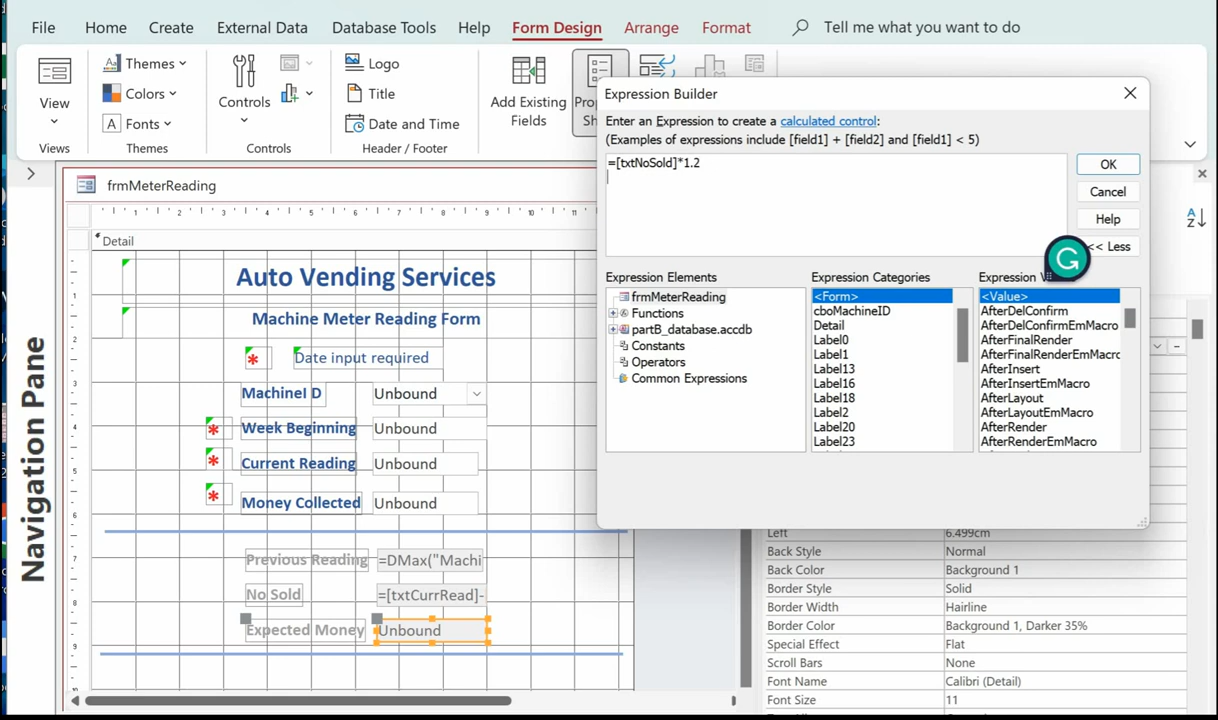 File Home Create External Data Database Tools Help Form Design Arrange Format Tell me what you want to do
View
Views
Themes
Colors
Fonts
Themes
Controls
Controls
Logo
Title
Date and Time
Header / Footer
Add Existing
Fields
Expression Builder
Enter an Expression to create a calculated control:
(Examples of expressions include [field1] + [field2] and [field1] < 5)
=[txtNoSold]*1.2
OK
Cancel
Help
<< Less
Expression Elements
frmMeterReading
Functions
partB_database.accdb
Constants
Operators
Common Expressions
Expression Categories
<Form>
cboMachineID
Detail
Label0
Label1
Label13
Label16
Label18
Label2
Label20
Label23
Expression
<Value>
AfterDelConfirm
AfterDelConfirmEmMacro
AfterFinalRender
AfterFinalRenderEmMacro
AfterInsert
AfterInsertEmMacro
AfterLayout
AfterLayoutEmMacro
AfterRender
AfterRenderEmMacro
Navigation Pane
frmMeterReading
Detail
Auto Vending Services
Machine Meter Reading Form
* Date input required
MachineI D Unbound
* Week Beginning Unbound
* Current Reading Unbound
* Money Collected Unbound
Previous Reading =DMax("Machi
No Sold =[txtCurrRead]-
Expected Money Unbound
Left 6.499cm
Back Style Normal
Back Color Background 1
Border Style Solid
Border Width Hairline
Border Color Background 1, Darker 35%
Special Effect Flat
Scroll Bars None
Font Name Calibri (Detail)
Font Size 11